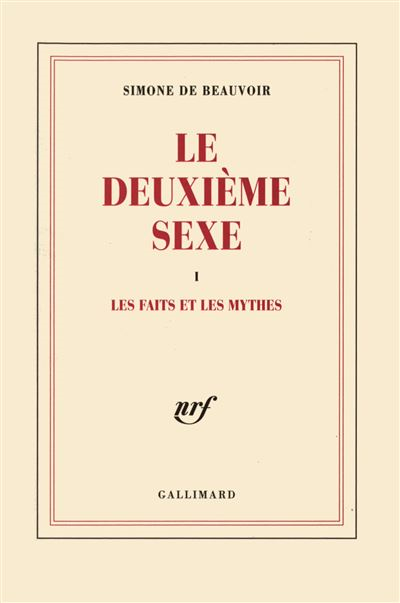 SIMONE DE BEAUVOIR
LE
DEUXIÈME
SEXE
I
LES FAITS ET LES MYTHES
nrf
GALLIMARD